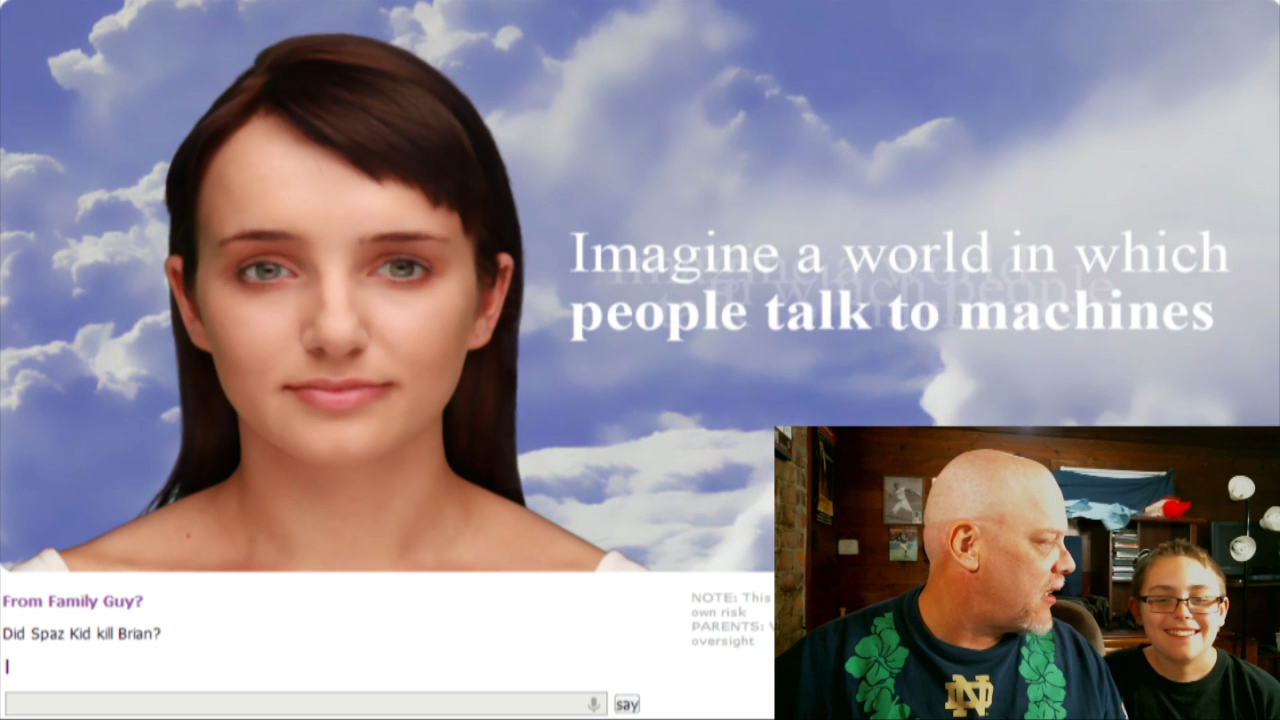 Imagine a world in which
people talk to machines
From Family Guy?
Did Spaz Kid kill Brian?
NOTE: This
own risk
PARENTS:
oversight
say